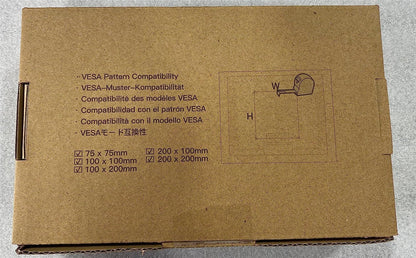 · VESA Pattem Compatibility
· VESA-Muster-Kompatibilität
· Compatibilité des modèles VESA
· Compatibilidad con el patrón VESA
· Compatibilità con il modello VESA
· VESAモード互換性
☑ 75 x 75mm ☑ 200 x 100mm
☑ 100 x 100mm ☑ 200 x 200mm
☑ 100 x 200mm
W
H